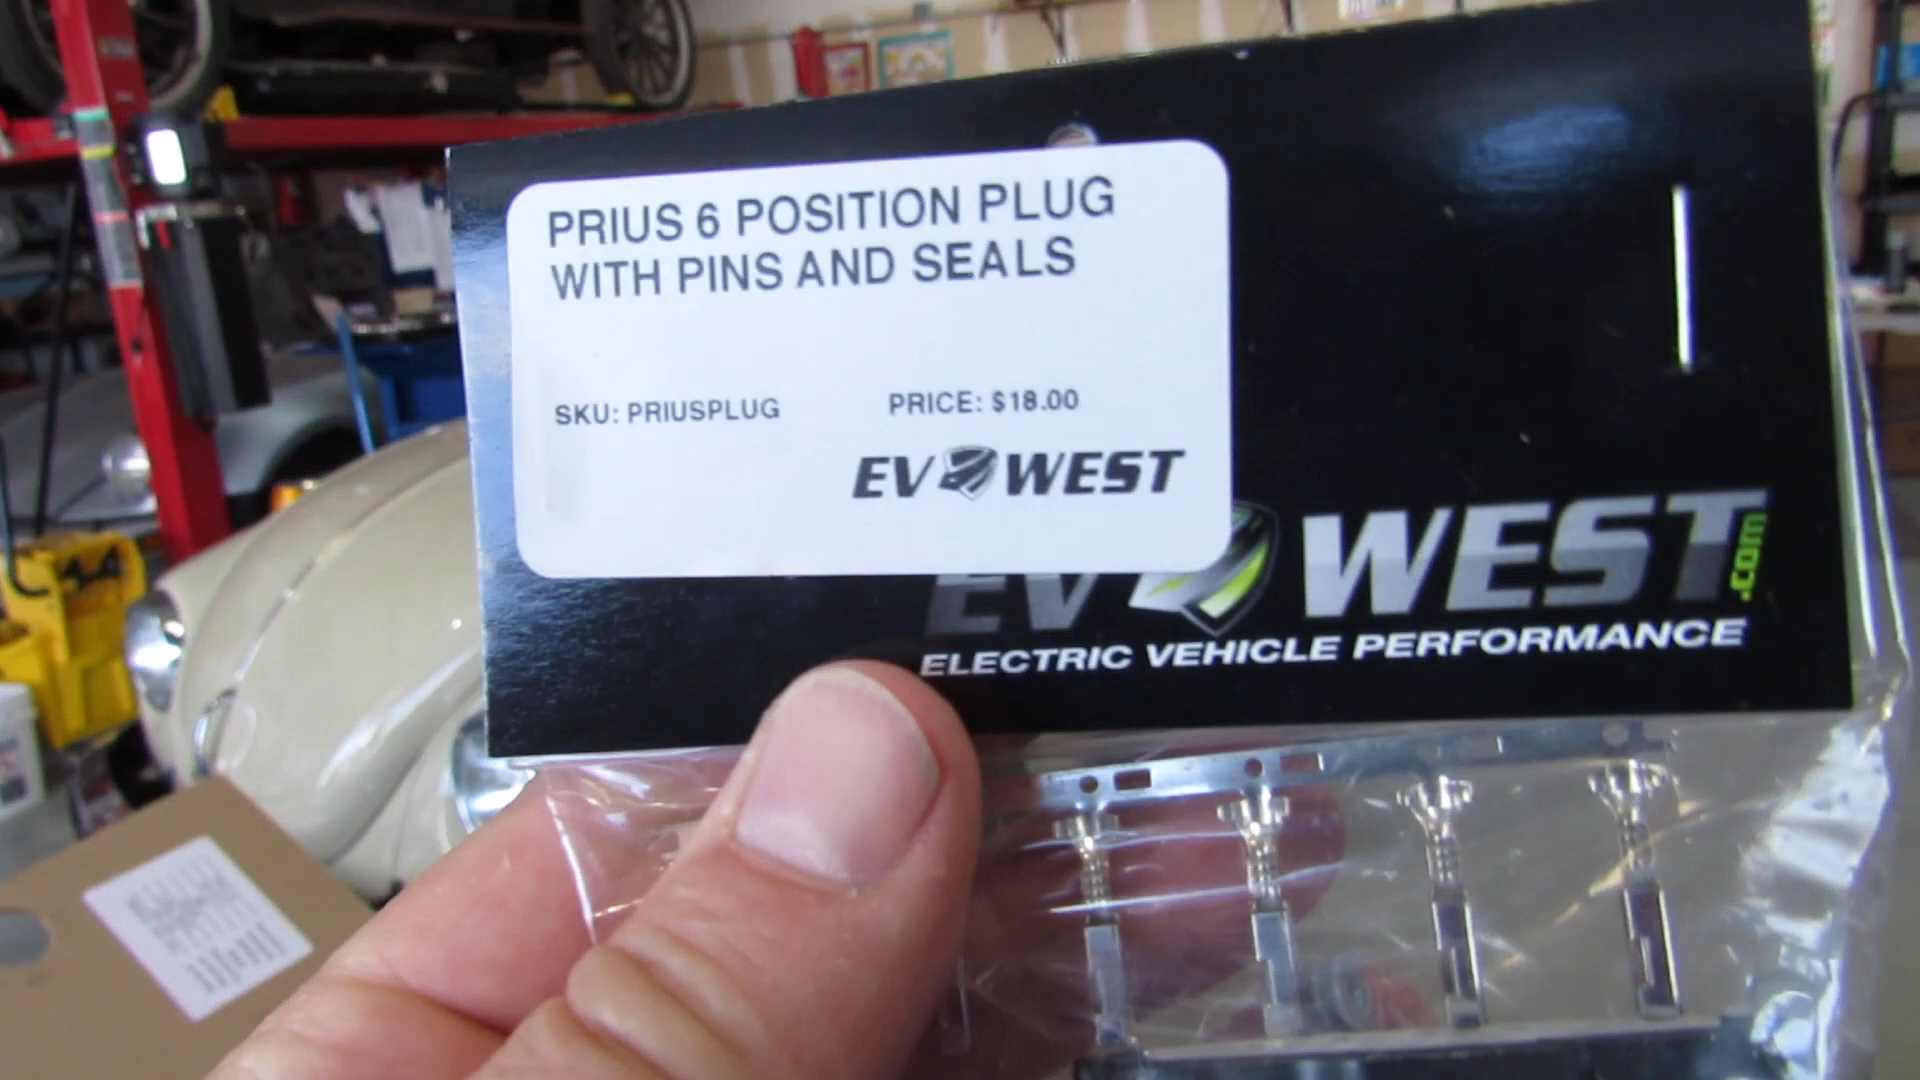 PRIUS 6 POSITION PLUG
WITH PINS AND SEALS
SKU: PRIUSPLUG
PRICE: $18.00
EV WEST
EV WEST.com
ELECTRIC VEHICLE PERFORMANCE